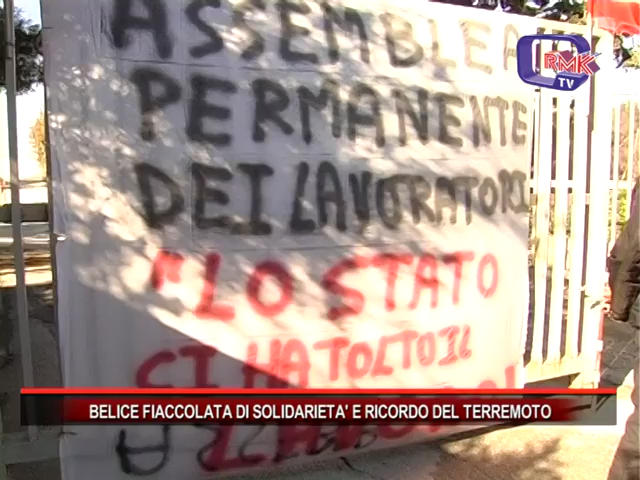 ASSEMBLEA
RMK
TV
PERMANENTE
DEI LAVORATORI
"LO STATO
CI HA TOLTO IL
BELICE FIACCOLATA DI SOLIDARIETA' E RICORDO DEL TERREMOTO